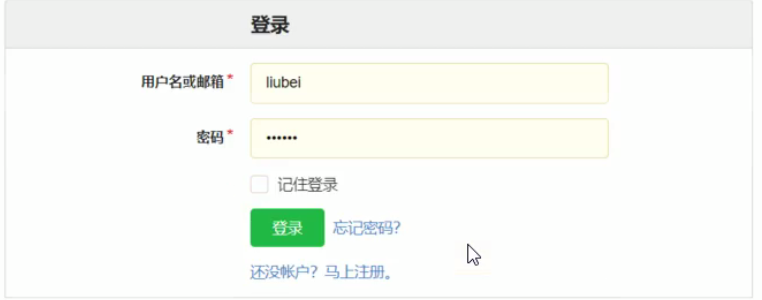 登录
用户名或邮箱* liubei
密码* ••••••
记住登录
登录 忘记密码?
还没帐户？马上注册。